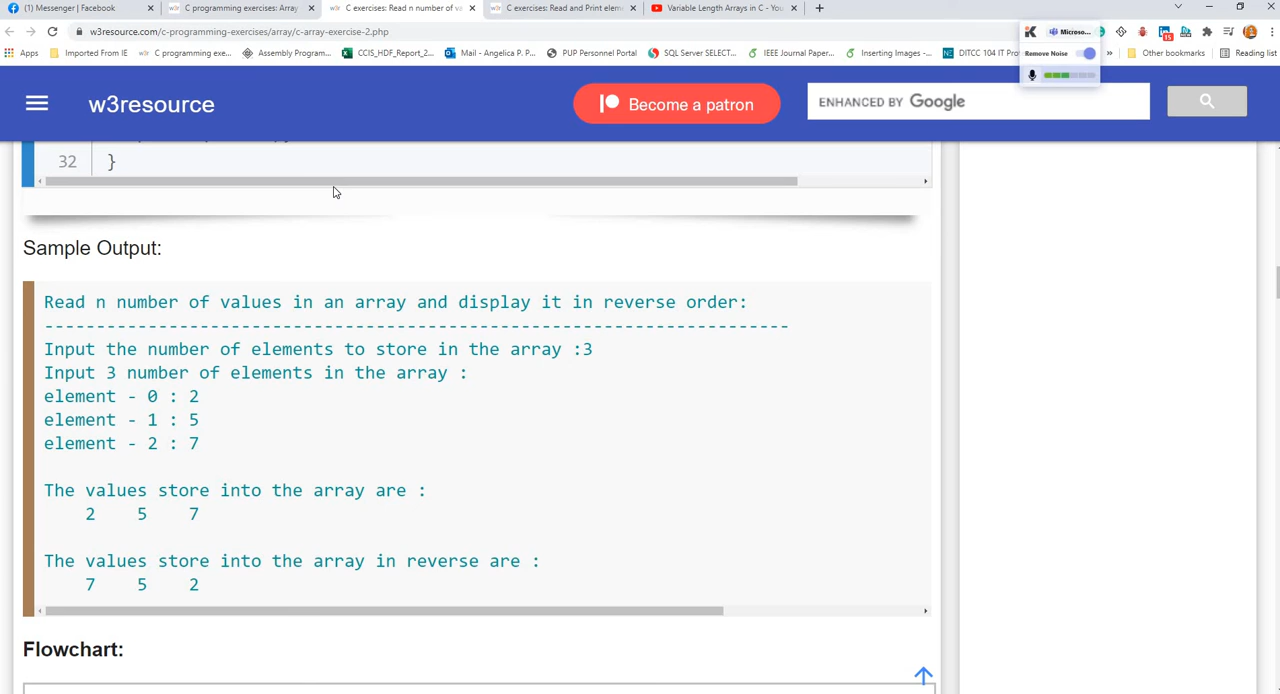 Messenger | Facebook
C programming exercises: Array
C exercises: Read n number of va
C exercises: Read and Print elem
Variable Length Arrays in C - You
w3resource.com/c-programming-exercises/array/c-array-exercise-2.php
Microso...
15
Apps
Imported From IE
C programming exe...
Assembly Program...
CCIS_HDF_Report_2...
Mail - Angelica P. P...
PUP Personnel Portal
SQL Server SELECT...
IEEE Journal Paper...
Inserting Images -...
DITCC 104 IT Pro
Remove Noise
»
Other bookmarks
Reading list
w3resource
Become a patron
ENHANCED BY Google
32 }
Sample Output:
Read n number of values in an array and display it in reverse order:
------------------------------------------------------------------------
Input the number of elements to store in the array :3
Input 3 number of elements in the array :
element - 0 : 2
element - 1 : 5
element - 2 : 7
The values store into the array are :
2 5 7
The values store into the array in reverse are :
7 5 2
Flowchart: